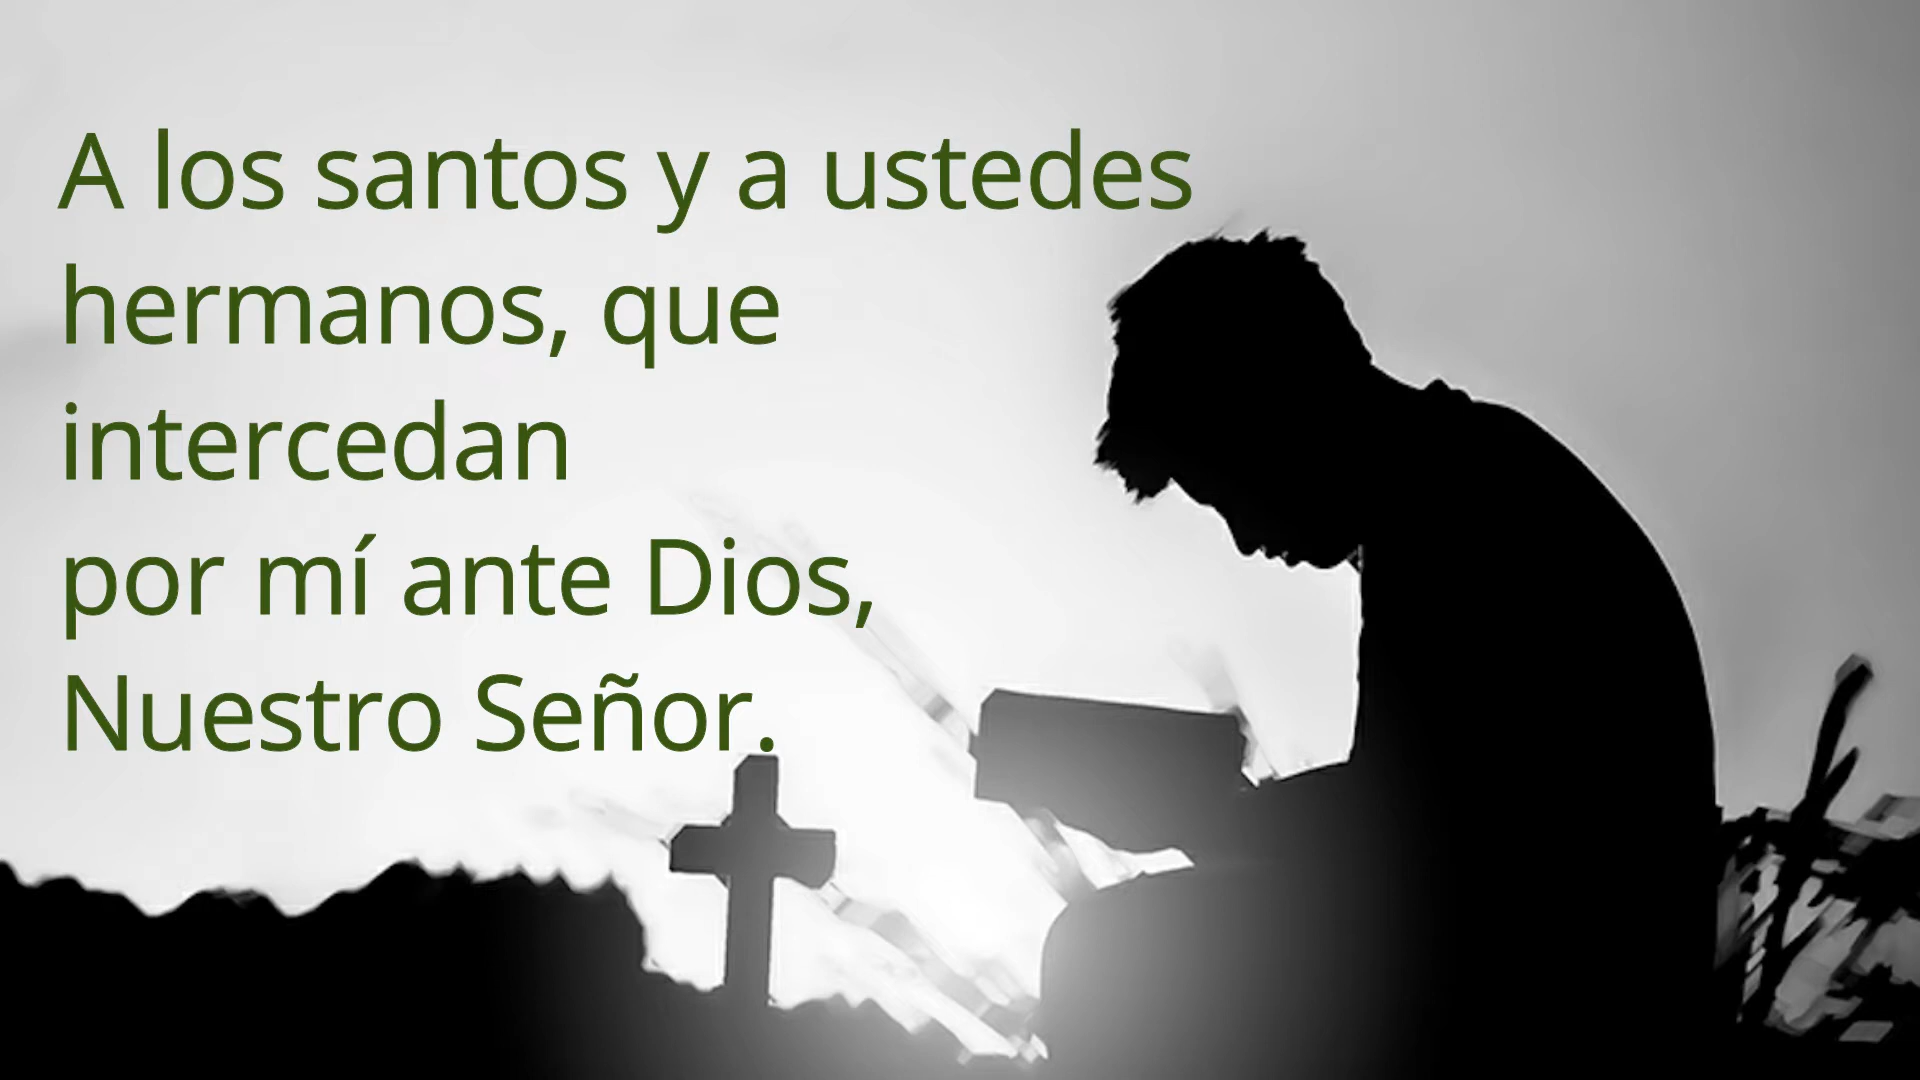 A los santos y a ustedes
hermanos, que
intercedan
por mí ante Dios,
Nuestro Señor.